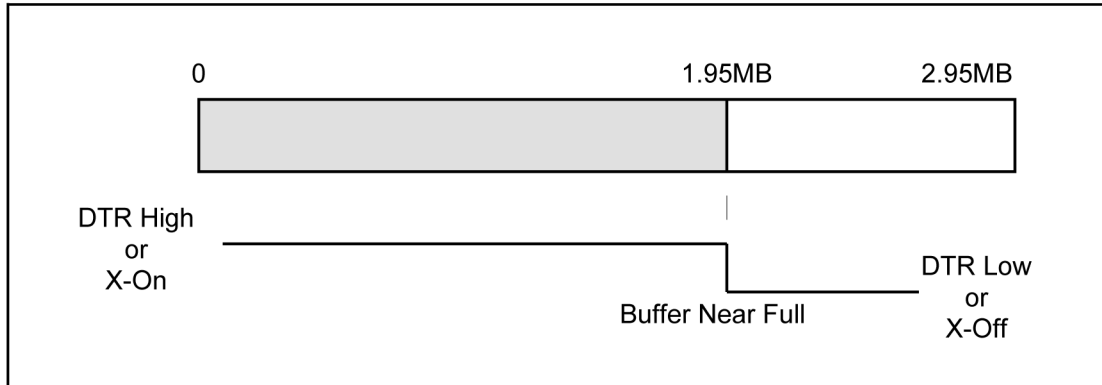 0
1.95MB
2.95MB
DTR High
or
X-On
DTR Low
or
X-Off
Buffer Near Full